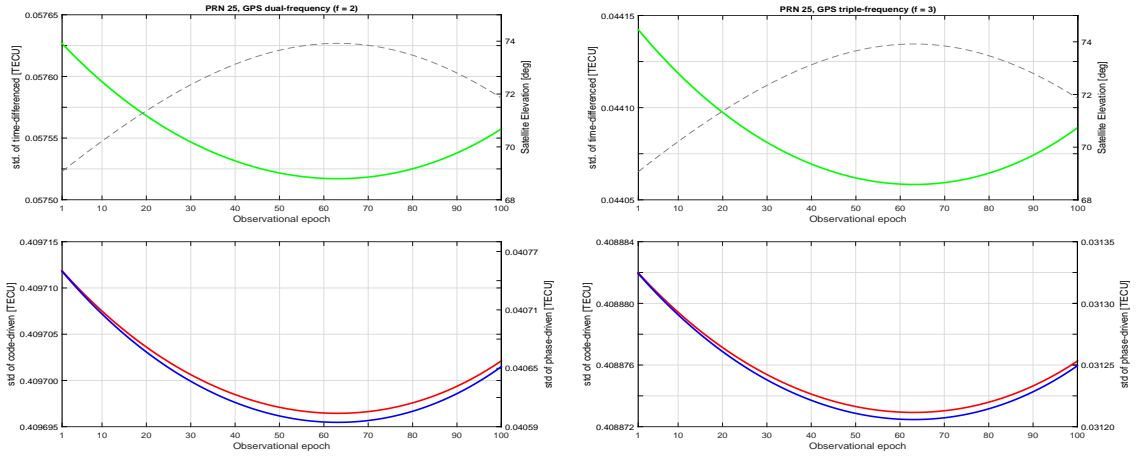 PRN 25, GPS dual-frequency (f = 2)
std. of time-differenced [TECU]
0.05765
0.05760
0.05755
0.05750
74
72
70
68
Satellite Elevation [deg]
1 10 20 30 40 50 60 70 80 90 100
Observational epoch
PRN 25, GPS triple-frequency (f = 3)
std. of time-differenced [TECU]
0.04415
0.04410
0.04405
74
72
70
68
Satellite Elevation [deg]
1 10 20 30 40 50 60 70 80 90 100
Observational epoch
std of code-driven [TECU]
0.409715
0.409710
0.409705
0.409700
0.409695
0.04077
0.04071
0.04065
0.04059
std of phase-driven [TECU]
1 10 20 30 40 50 60 70 80 90 100
Observational epoch
std of code-driven [TECU]
0.408884
0.408880
0.408876
0.408872
0.03135
0.03130
0.03125
0.03120
std of phase-driven [TECU]
1 10 20 30 40 50 60 70 80 90 100
Observational epoch